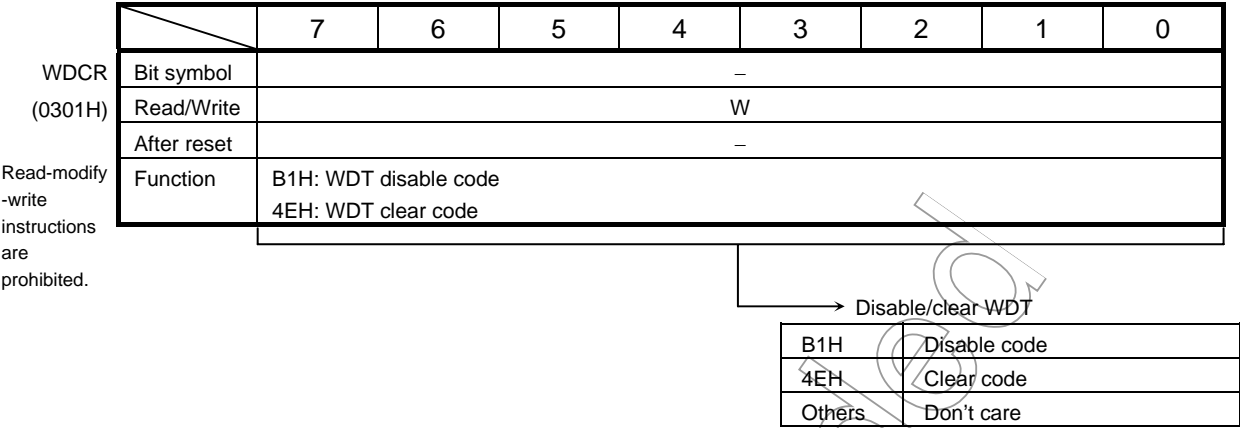 7 6 5 4 3 2 1 0
WDCR Bit symbol –
(0301H) Read/Write W
After reset –
Read-modify Function B1H: WDT disable code
-write 4EH: WDT clear code
instructions
are
prohibited.
Disable/clear WDT
B1H Disable code
4EH Clear code
Others Don't care